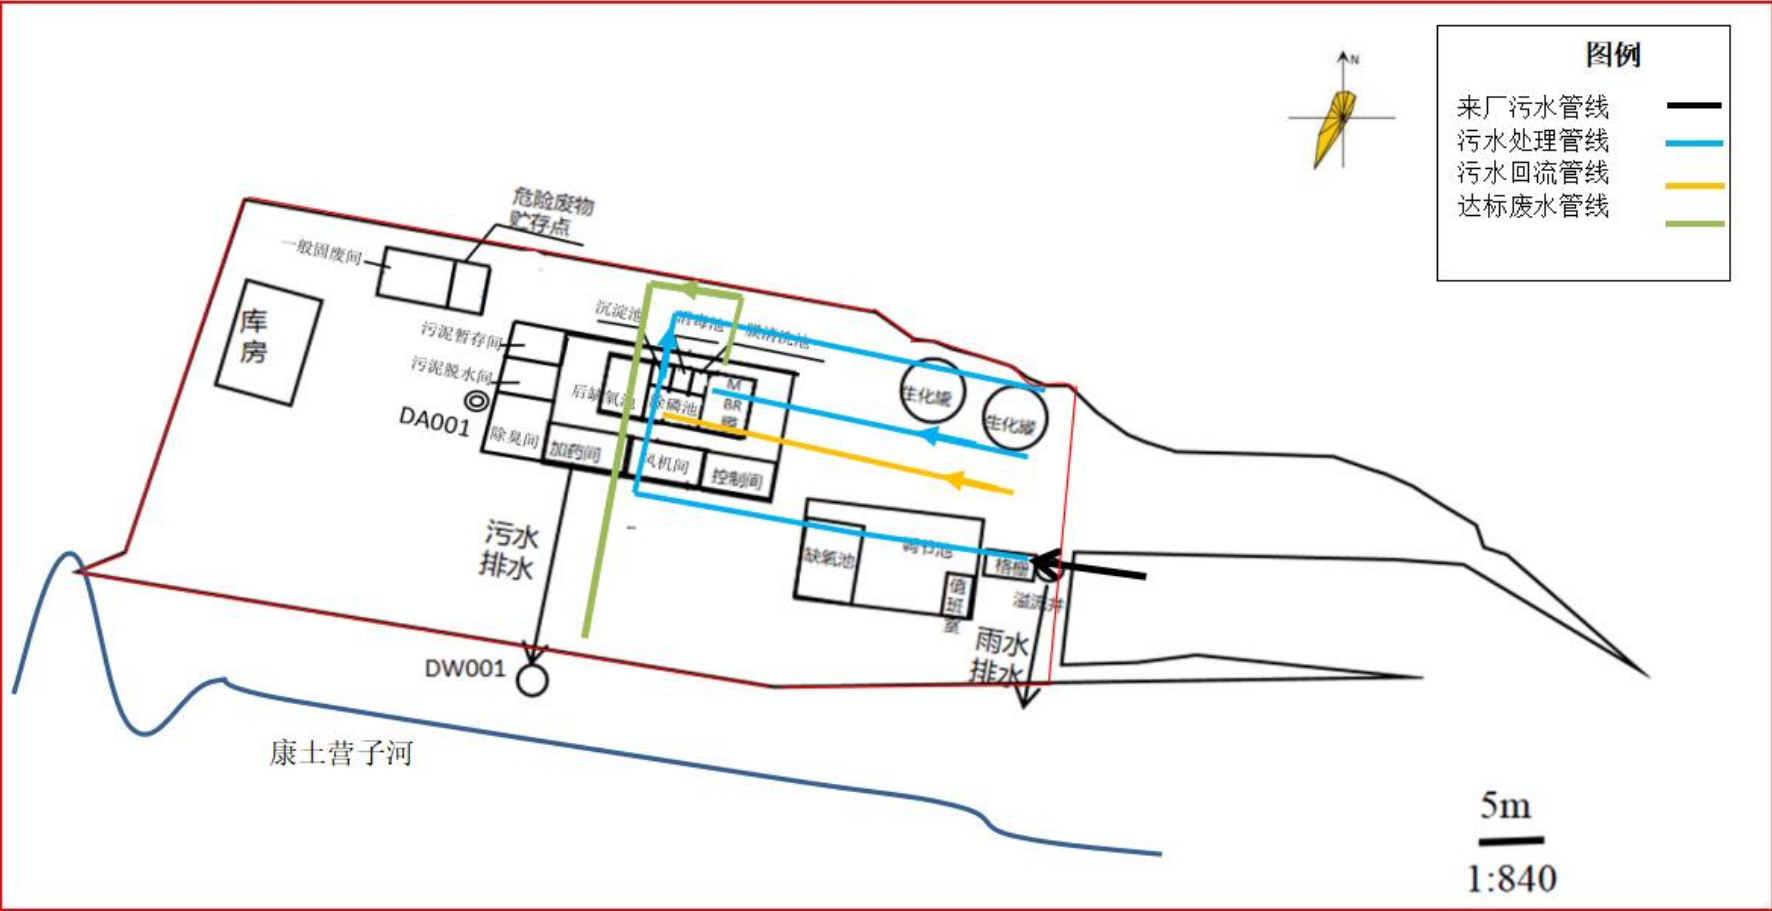 图例
来厂污水管线
污水处理管线
污水回流管线
达标废水管线
N
危险废物
贮存点
一般固废间
库
房
污泥暂存间
污泥脱水间
DA001
除臭间
加药间
风机间
控制间
沉淀池
消毒池
膜清洗池
后缺氧池
除磷池
M
BR
膜
生化罐
生化罐
缺氧池
调节池
格栅
值
班
室
溢流井
污水
排水
雨水
排水
DW001
康土营子河
5m
1:840